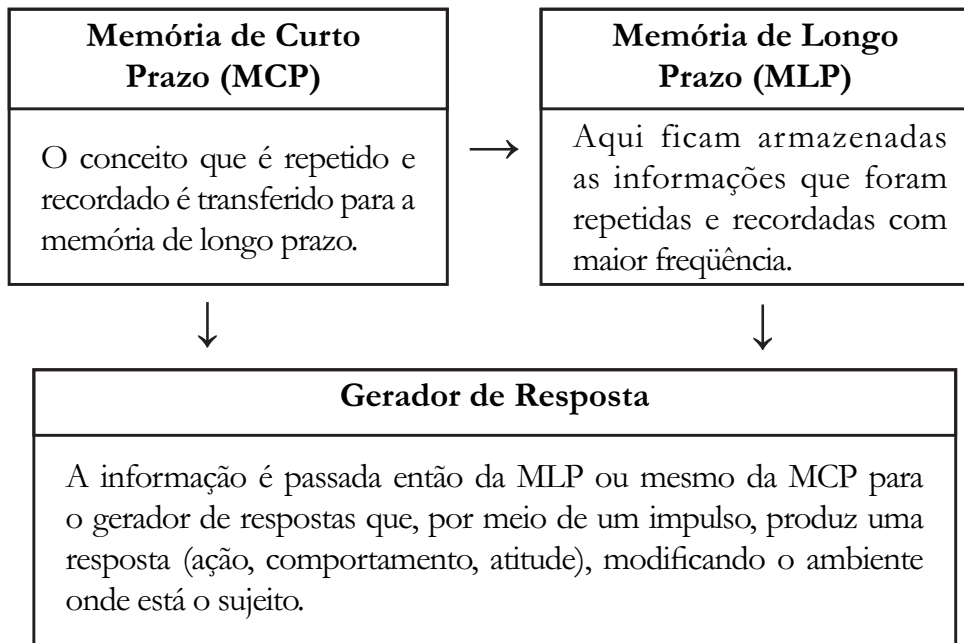 Memória de Curto
Prazo (MCP)
O conceito que é repetido e
recordado é transferido para a
memória de longo prazo.
Memória de Longo
Prazo (MLP)
Aqui ficam armazenadas
as informações que foram
repetidas e recordadas com
maior freqüência.
Gerador de Resposta
A informação é passada então da MLP ou mesmo da MCP para
o gerador de respostas que, por meio de um impulso, produz uma
resposta (ação, comportamento, atitude), modificando o ambiente
onde está o sujeito.